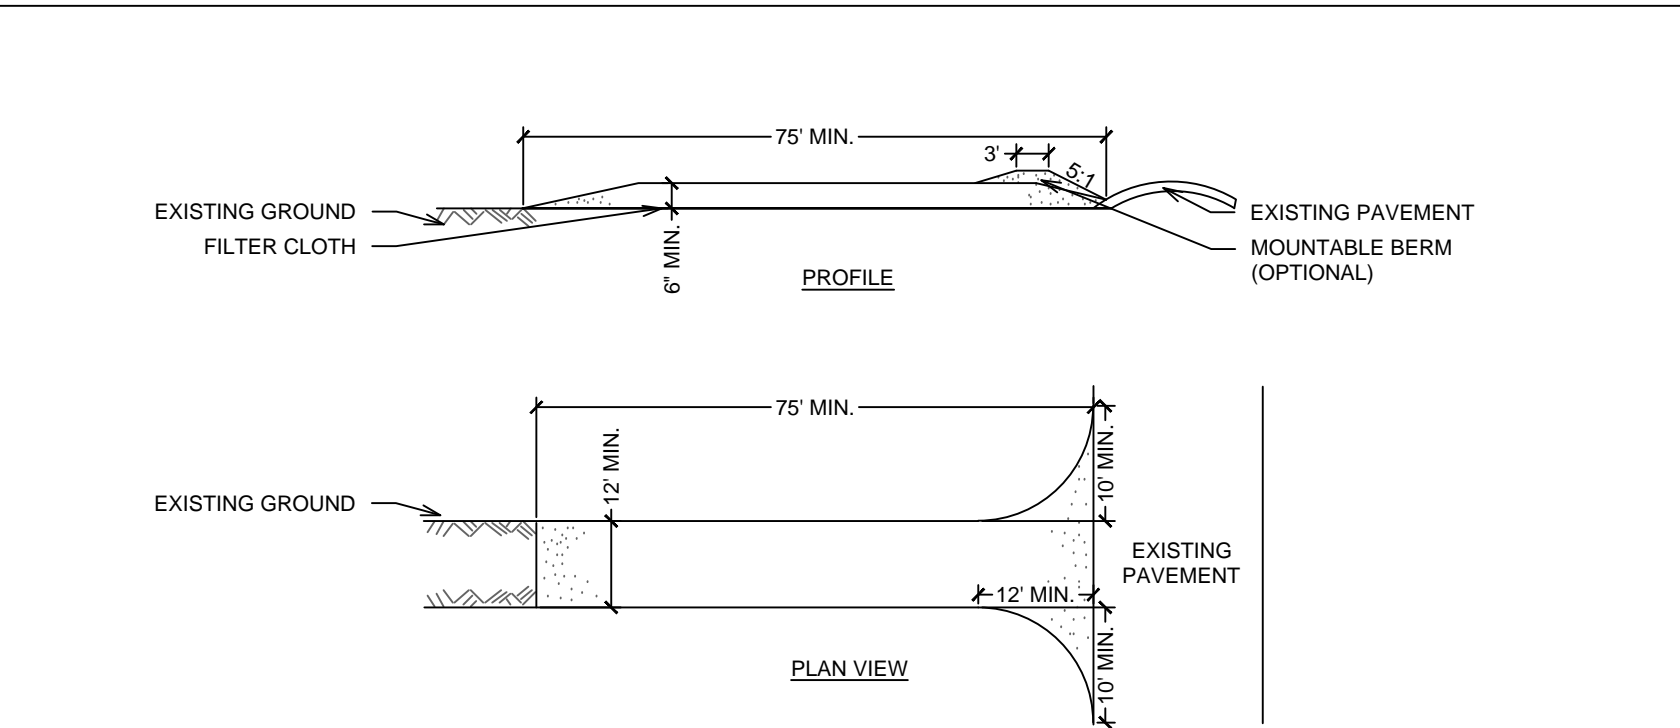 75' MIN.
3'
5:1
EXISTING GROUND
FILTER CLOTH
6" MIN.
EXISTING PAVEMENT
MOUNTABLE BERM
(OPTIONAL)
PROFILE
75' MIN.
12' MIN.
10' MIN.
EXISTING GROUND
EXISTING
PAVEMENT
12' MIN.
10' MIN.
PLAN VIEW